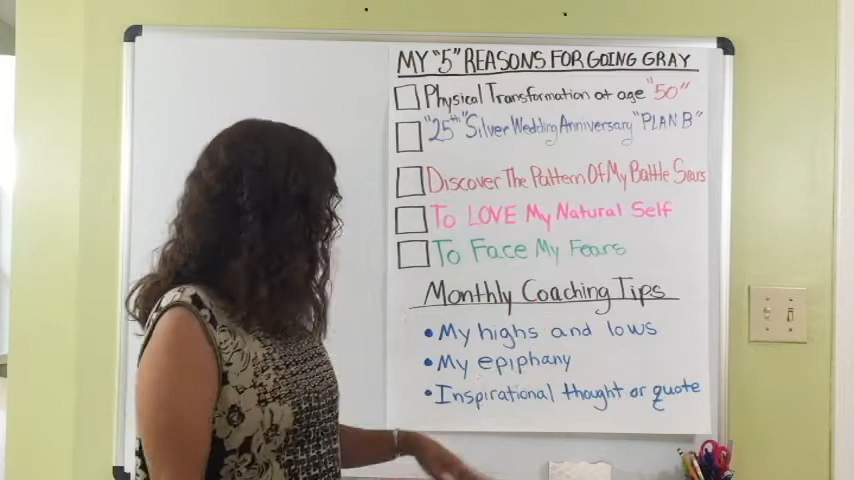 MY "5" REASONS FOR GOING GRAY
Physical Transformation at age "50"
"25th" Silver Wedding Anniversary "PLAN B"
Discover The Pattern Of My Battle Scars
To LOVE My Natural Self
To Face My Fears
Monthly Coaching Tips
• My highs and lows
• My epiphany
• Inspirational thought or quote